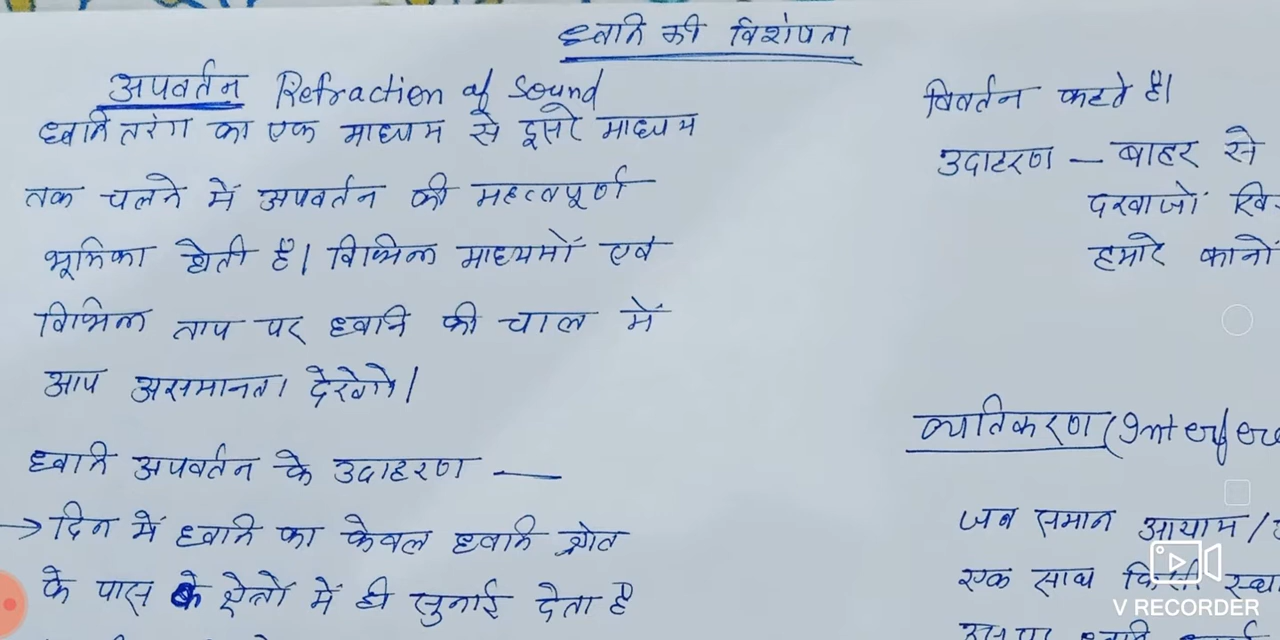 ध्वनि की विशेषता
अपवर्तन Refraction of Sound
ध्वनि तरंग का एक माध्यम से दूसरे माध्यम
तक चलने में अपवर्तन की महत्वपूर्ण
भूमिका होती है। विभिन्न माध्यमों एवं
विभिन्न ताप पर ध्वनि की चाल में
आप असमानता देखेगें।
ध्वनि अपवर्तन के उदाहरण —
→ दिन में ध्वनि का केवल ध्वनि श्रोत
के पास के क्षेत्रों में ही सुनाई देता है
विवर्तन कहते है।
उदाहरण — बाहर से
दरवाजों खि
हमारे कानों
व्यतिकरण (Interfere
जब समान आयाम /
एक साथ किसी स्था
V RECORDER